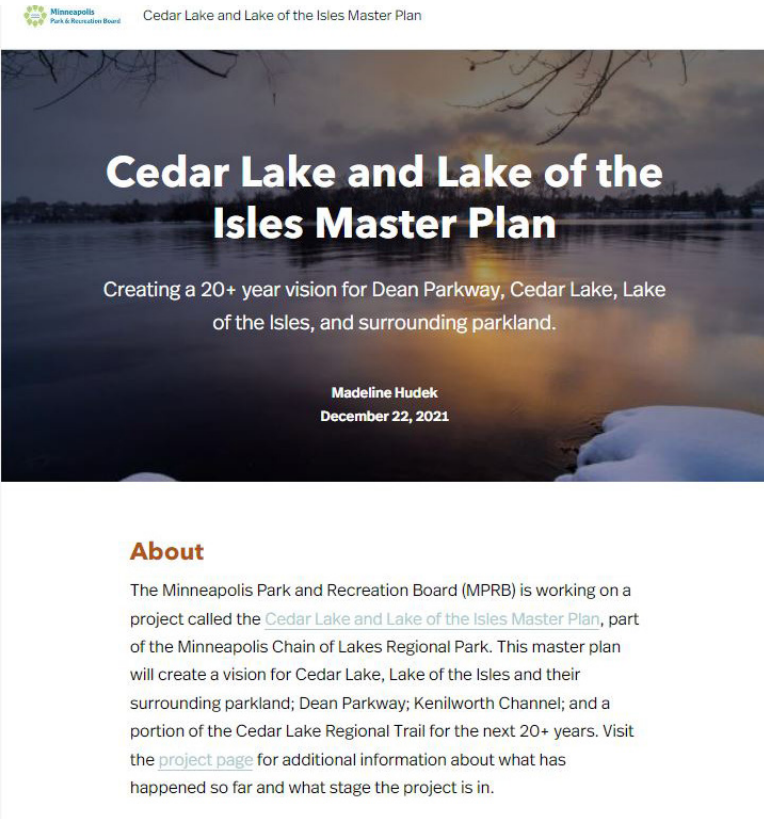 Minneapolis
Park & Recreation Board
Cedar Lake and Lake of the Isles Master Plan
Cedar Lake and Lake of the
Isles Master Plan
Creating a 20+ year vision for Dean Parkway, Cedar Lake, Lake
of the Isles, and surrounding parkland.
Madeline Hudek
December 22, 2021
About
The Minneapolis Park and Recreation Board (MPRB) is working on a
project called the Cedar Lake and Lake of the Isles Master Plan, part
of the Minneapolis Chain of Lakes Regional Park. This master plan
will create a vision for Cedar Lake, Lake of the Isles and their
surrounding parkland; Dean Parkway; Kenilworth Channel; and a
portion of the Cedar Lake Regional Trail for the next 20+ years. Visit
the project page for additional information about what has
happened so far and what stage the project is in.